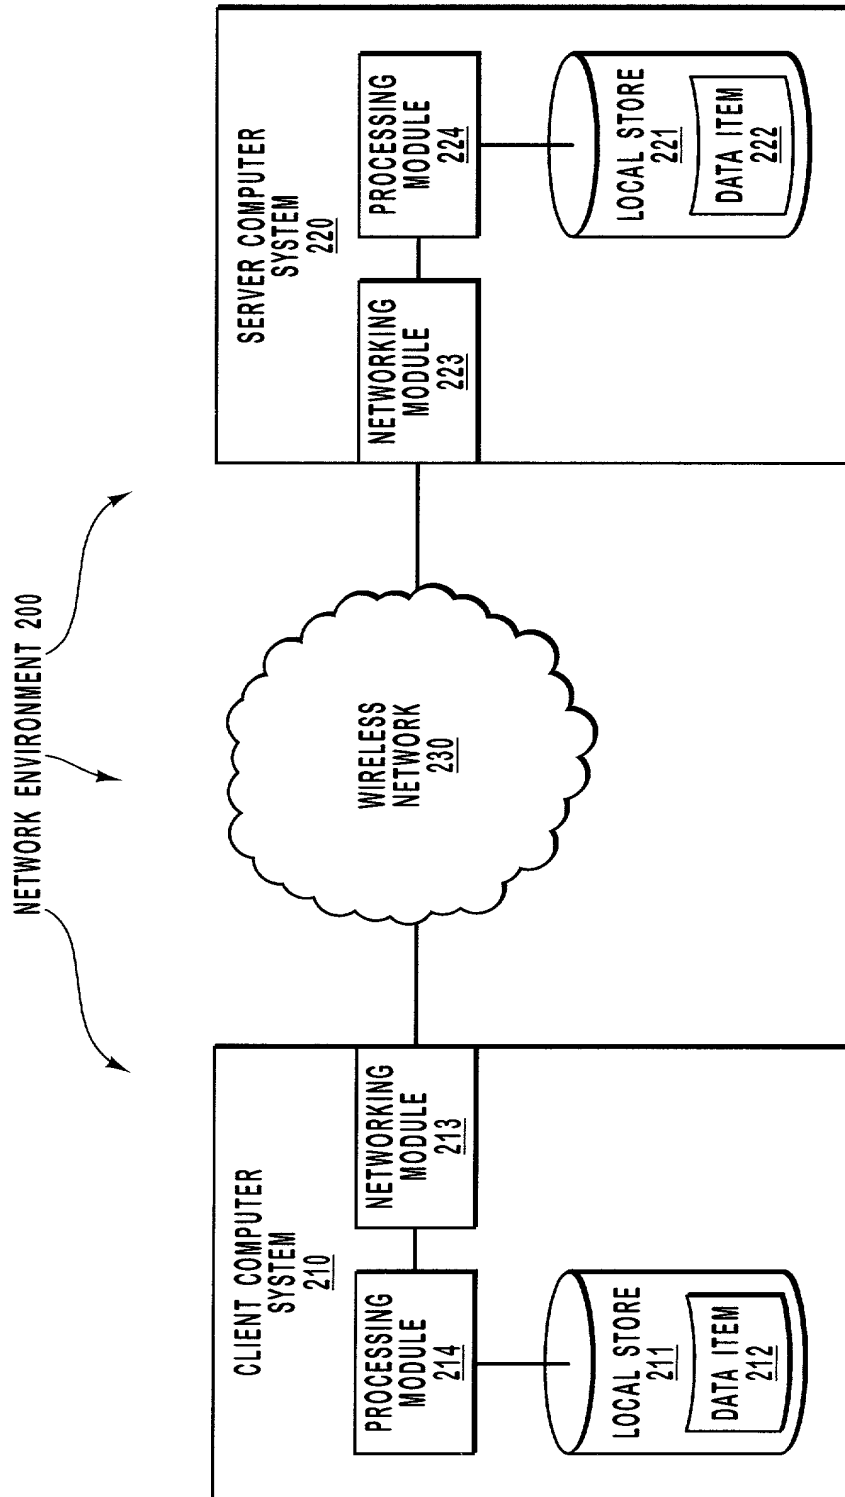 NETWORK ENVIRONMENT 200
CLIENT COMPUTER
SYSTEM
210
PROCESSING
MODULE
214
NETWORKING
MODULE
213
LOCAL STORE
211
DATA ITEM
212
WIRELESS
NETWORK
230
SERVER COMPUTER
SYSTEM
220
NETWORKING
MODULE
223
PROCESSING
MODULE
224
LOCAL STORE
221
DATA ITEM
222